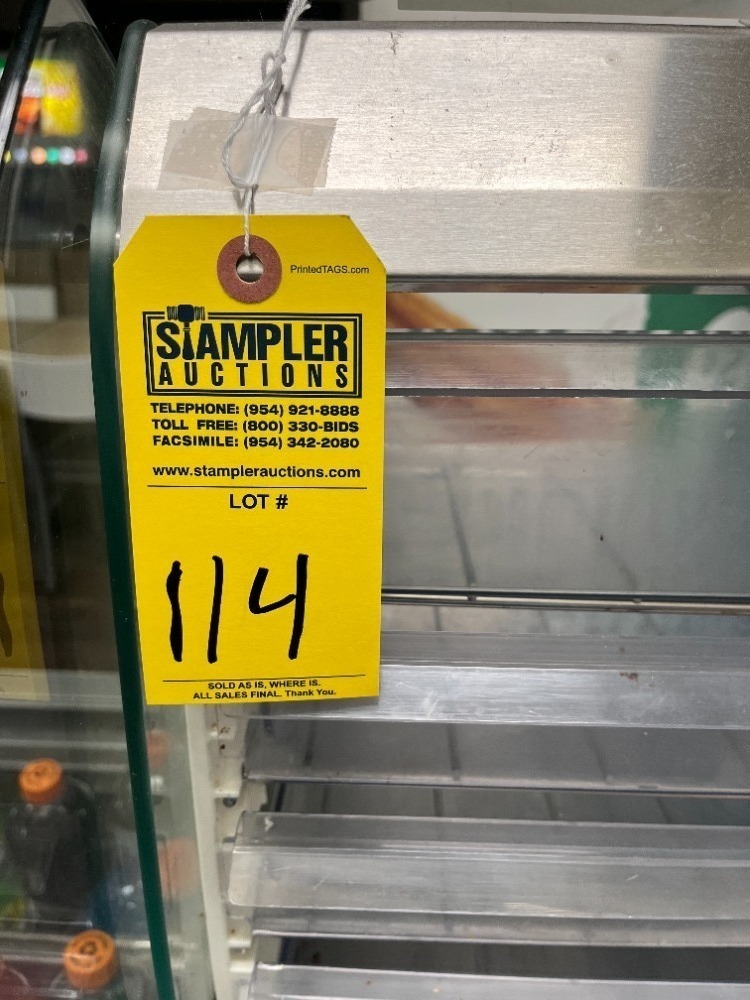 PrintedTAGS.com
STAMPLER
AUCTIONS
TELEPHONE: (954) 921-8888
TOLL FREE: (800) 330-BIDS
FACSIMILE: (954) 342-2080
www.stamplerauctions.com
LOT #
114
SOLD AS IS, WHERE IS.
ALL SALES FINAL. Thank You.